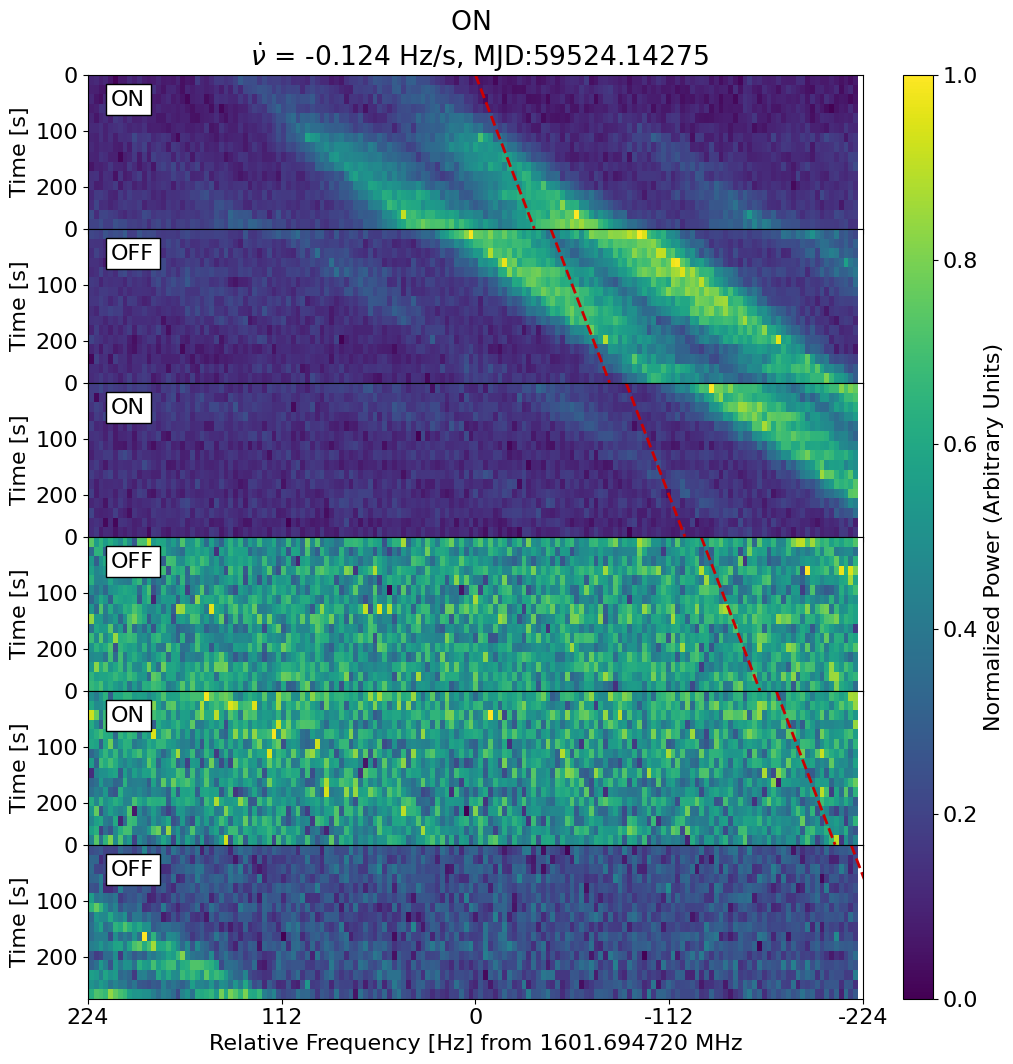 ON
ν̇ = -0.124 Hz/s, MJD:59524.14275
0
ON
100
200
Time [s]
0
OFF
100
200
Time [s]
0
ON
100
200
Time [s]
0
OFF
100
200
Time [s]
0
ON
100
200
Time [s]
0
OFF
100
200
Time [s]
224
112
0
-112
-224
Relative Frequency [Hz] from 1601.694720 MHz
1.0
0.8
0.6
0.4
0.2
0.0
Normalized Power (Arbitrary Units)